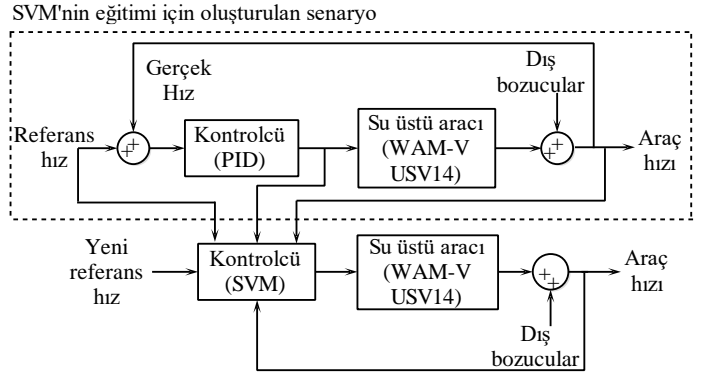 SVM'nin eğitimi için oluşturulan senaryo
Gerçek
Hız
Dış
bozucular
Referans
hız
++
Kontrolcü
(PID)
Su üstü aracı
(WAM-V
USV14)
++
Araç
hızı
Yeni
referans
hız
Kontrolcü
(SVM)
Su üstü aracı
(WAM-V
USV14)
++
Araç
hızı
Dış
bozucular